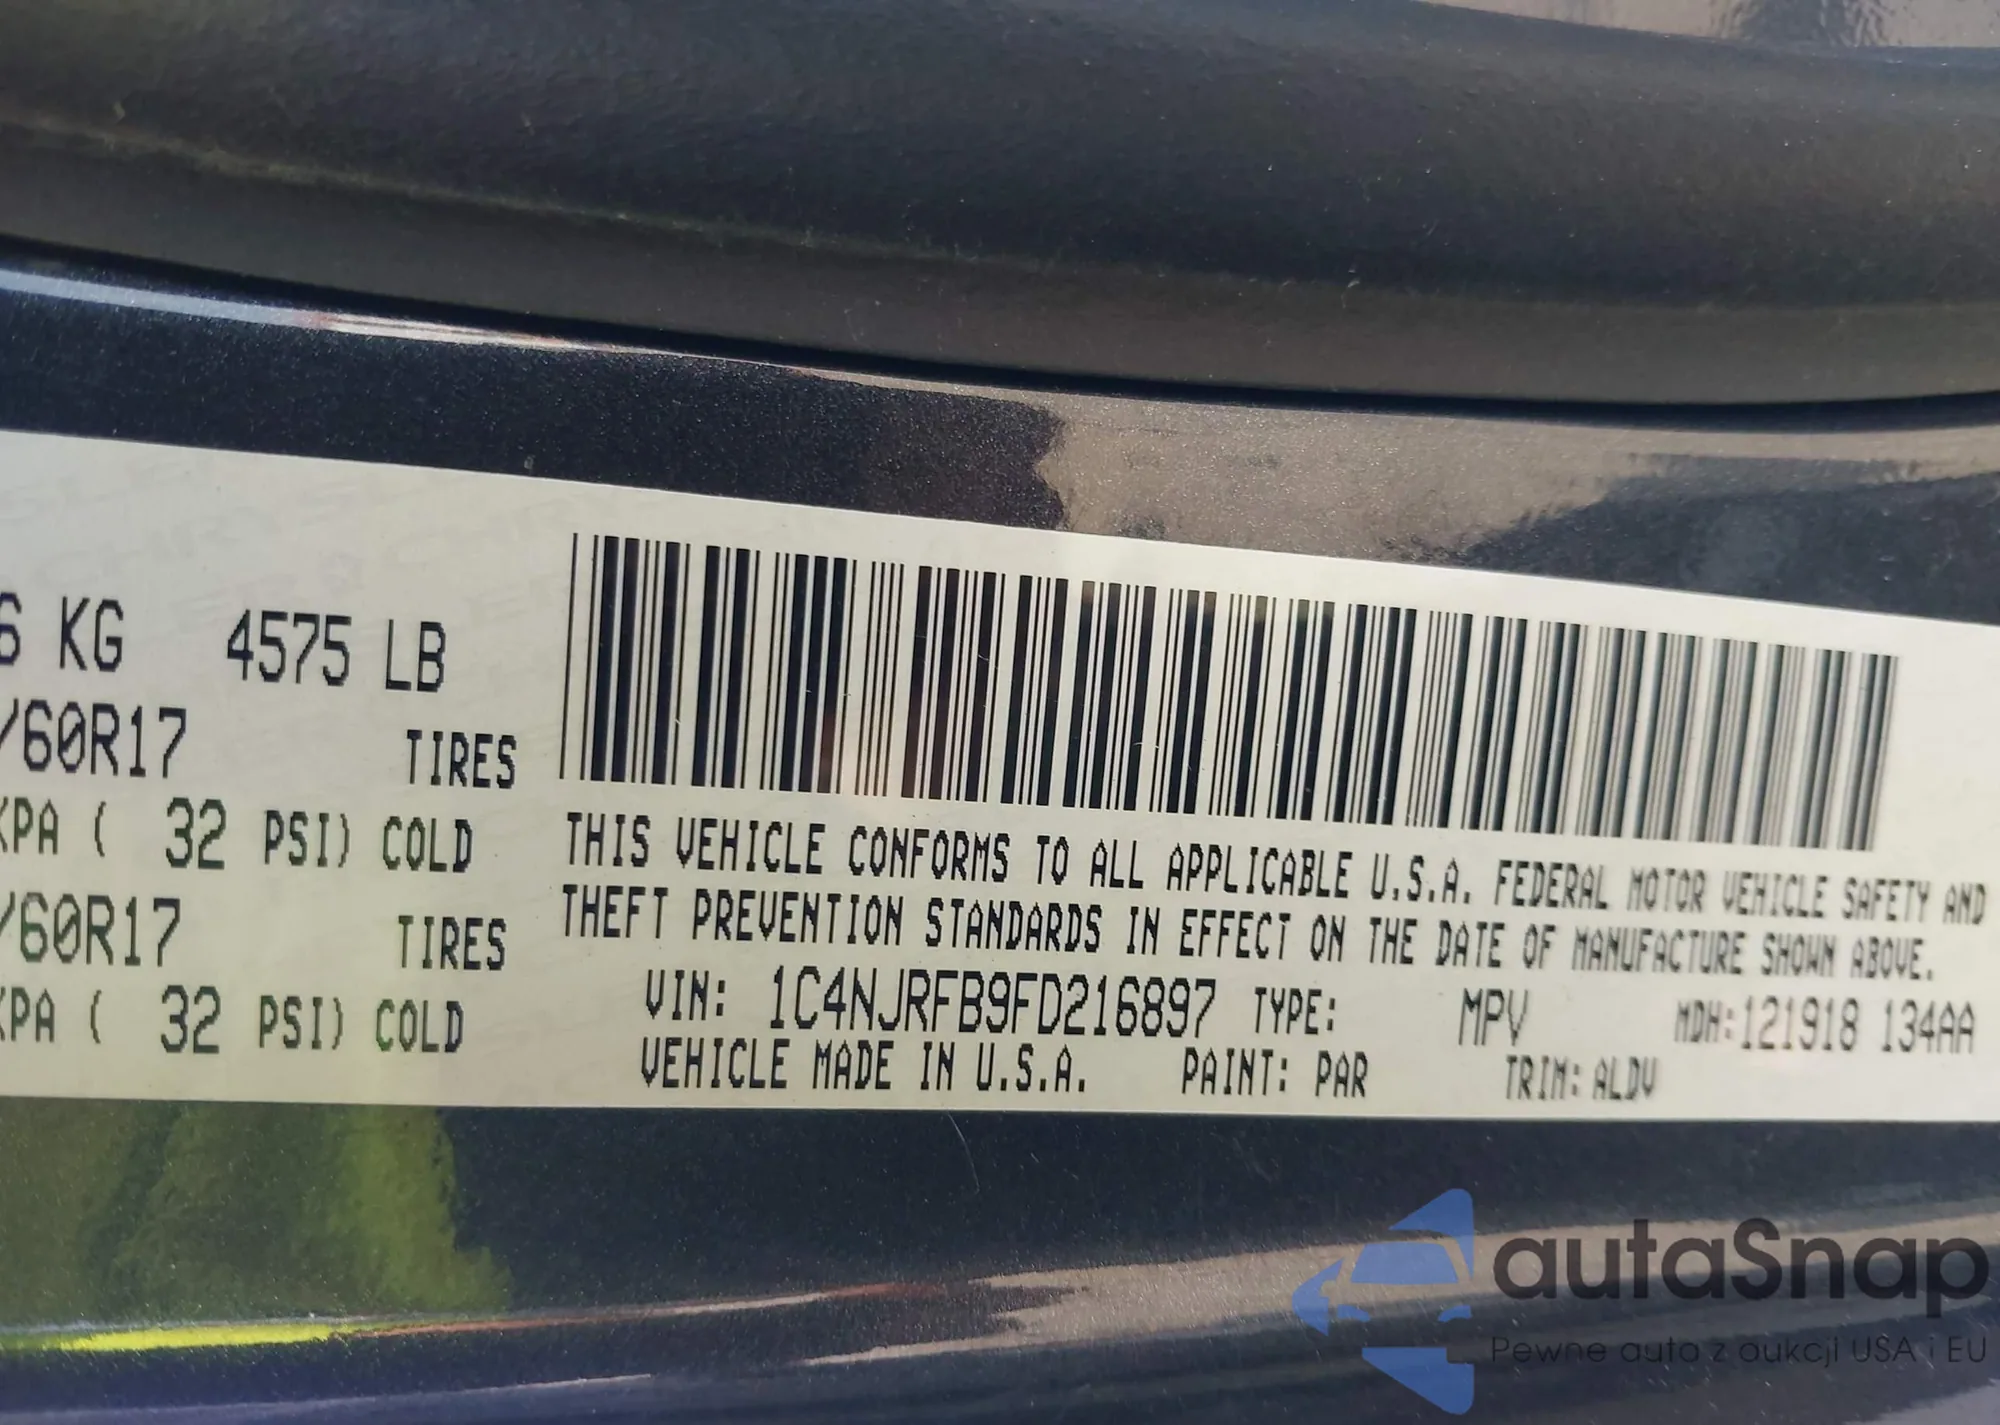 6 KG 4575 LB
/60R17 TIRES
KPA ( 32 PSI) COLD
/60R17 TIRES
KPA ( 32 PSI) COLD
THIS VEHICLE CONFORMS TO ALL APPLICABLE U.S.A. FEDERAL MOTOR VEHICLE SAFETY AND
THEFT PREVENTION STANDARDS IN EFFECT ON THE DATE OF MANUFACTURE SHOWN ABOVE.
VIN: 1C4NJRFB9FD216897 TYPE: MPV MDH:121918 134AA
VEHICLE MADE IN U.S.A. PAINT: PAR TRIM: ALDV
autaSnap
Pewne auta z aukcji USA i EU